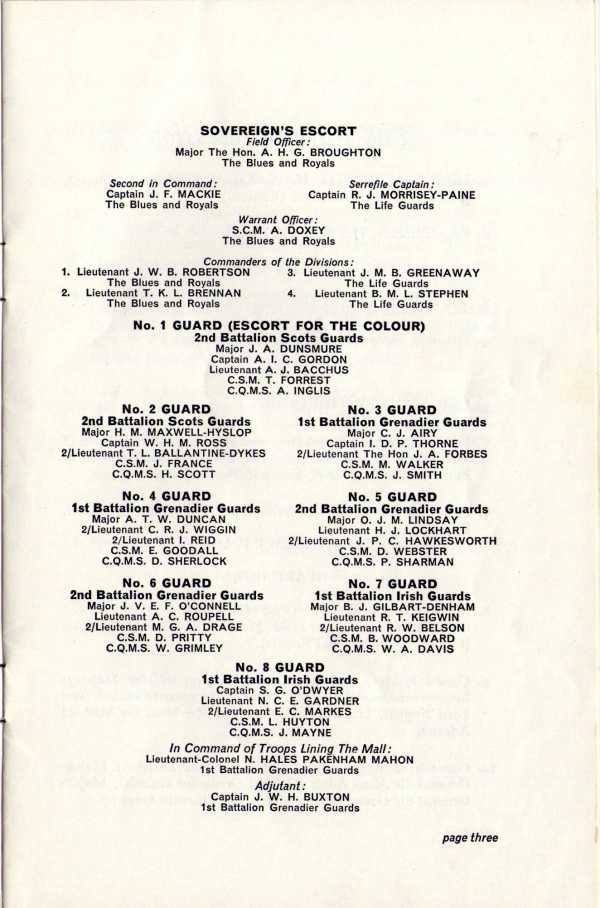 SOVEREIGN'S ESCORT
Field Officer:
Major The Hon. A. H. G. BROUGHTON
The Blues and Royals
Second in Command:
Captain J. F. MACKIE
The Blues and Royals
Serrefile Captain:
Captain R. J. MORRISEY-PAINE
The Life Guards
Warrant Officer:
S.C.M. A. DOXEY
The Blues and Royals
Commanders of the Divisions:
1. Lieutenant J. W. B. ROBERTSON
The Blues and Royals
2. Lieutenant T. K. L. BRENNAN
The Blues and Royals
3. Lieutenant J. M. B. GREENAWAY
The Life Guards
4. Lieutenant B. M. L. STEPHEN
The Life Guards
No. 1 GUARD (ESCORT FOR THE COLOUR)
2nd Battalion Scots Guards
Major J. A. DUNSMURE
Captain A. I. C. GORDON
Lieutenant A. J. BACCHUS
C.S.M. T. FORREST
C.Q.M.S. A. INGLIS
No. 2 GUARD
2nd Battalion Scots Guards
Major H. M. MAXWELL-HYSLOP
Captain W. H. M. ROSS
2/Lieutenant T. L. BALLANTINE-DYKES
C.S.M. J. FRANCE
C.Q.M.S. H. SCOTT
No. 3 GUARD
1st Battalion Grenadier Guards
Major C. J. AIRY
Captain I. D. P. THORNE
2/Lieutenant The Hon J. A. FORBES
C.S.M. M. WALKER
C.Q.M.S. J. SMITH
No. 4 GUARD
1st Battalion Grenadier Guards
Major A. T. W. DUNCAN
2/Lieutenant C. R. J. WIGGIN
2/Lieutenant I. REID
C.S.M. E. GOODALL
C.Q.M.S. D. SHERLOCK
No. 5 GUARD
2nd Battalion Grenadier Guards
Major O. J. M. LINDSAY
Lieutenant H. J. LOCKHART
2/Lieutenant J. P. C. HAWKESWORTH
C.S.M. D. WEBSTER
C.Q.M.S. P. SHARMAN
No. 6 GUARD
2nd Battalion Grenadier Guards
Major J. V. E. F. O'CONNELL
Lieutenant A. C. ROUPELL
2/Lieutenant M. G. A. DRAGE
C.S.M. D. PRITTY
C.Q.M.S. W. GRIMLEY
No. 7 GUARD
1st Battalion Irish Guards
Major B. J. GILBART-DENHAM
Lieutenant R. T. KEIGWIN
2/Lieutenant R. W. BELSON
C.S.M. B. WOODWARD
C.Q.M.S. W. A. DAVIS
No. 8 GUARD
1st Battalion Irish Guards
Captain S. G. O'DWYER
Lieutenant N. C. E. GARDNER
2/Lieutenant E. C. MARKES
C.S.M. L. HUYTON
C.Q.M.S. J. MAYNE
In Command of Troops Lining The Mall:
Lieutenant-Colonel N. HALES PAKENHAM MAHON
1st Battalion Grenadier Guards
Adjutant:
Captain J. W. H. BUXTON
1st Battalion Grenadier Guards
page three